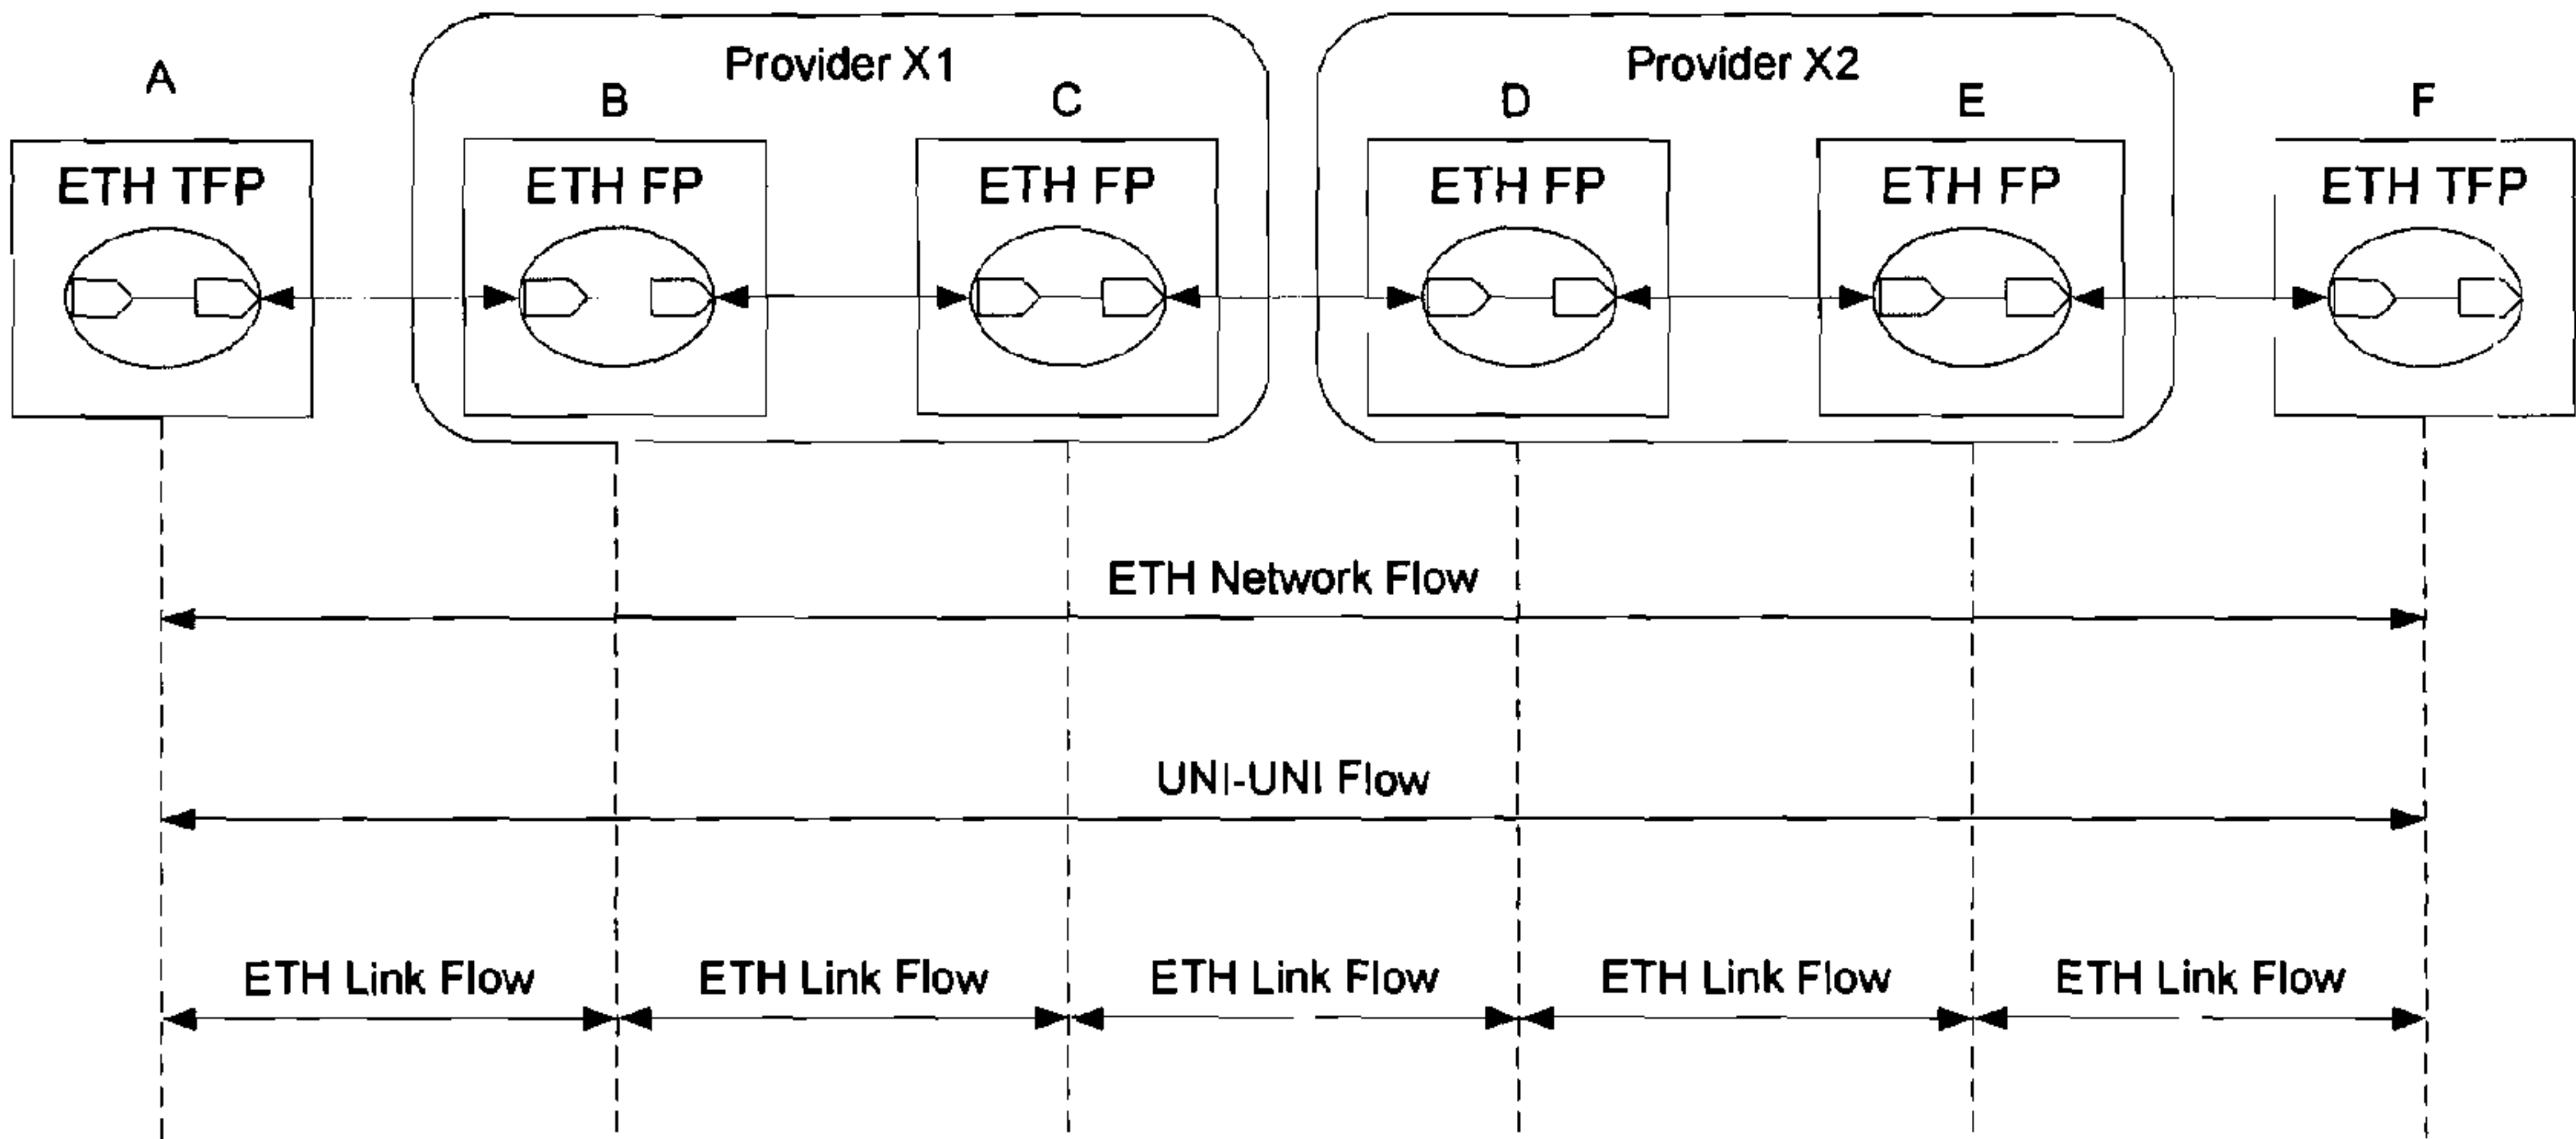 Provider X1
Provider X2
A
B
C
D
E
F
ETH TFP
ETH FP
ETH FP
ETH FP
ETH FP
ETH TFP
ETH Network Flow
UNI-UNI Flow
ETH Link Flow
ETH Link Flow
ETH Link Flow
ETH Link Flow
ETH Link Flow